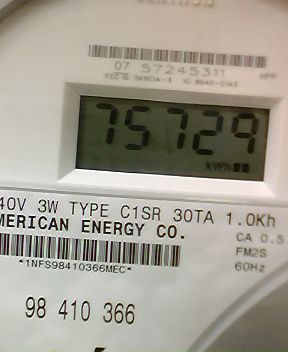 07 57245311
75729
kWh
40V 3W TYPE C1SR 30TA 1.0Kh
MERICAN ENERGY CO.
CA 0.5
FM2S
60Hz
*1NFS98410366MEC*
98 410 366